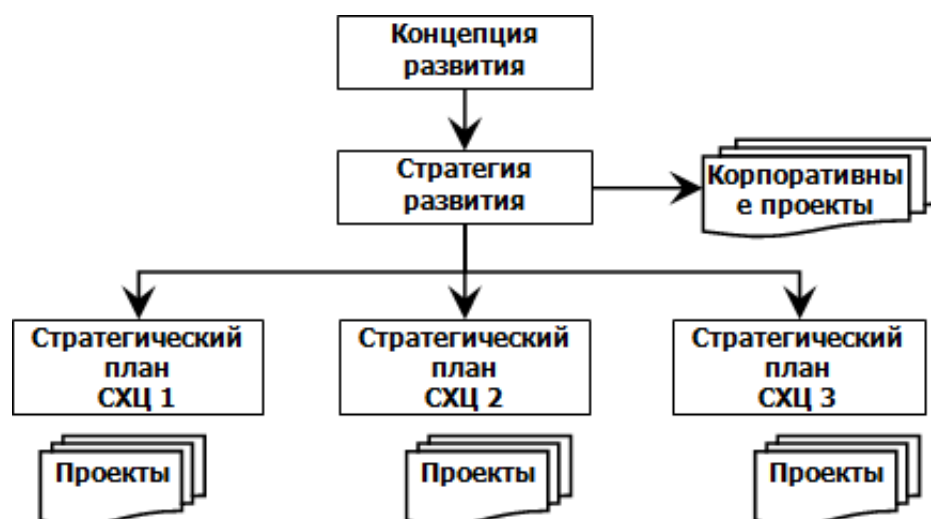 Концепция
развития
Стратегия
развития
Корпоративны
е проекты
Стратегический
план
СХЦ 1
Стратегический
план
СХЦ 2
Стратегический
план
СХЦ 3
Проекты
Проекты
Проекты